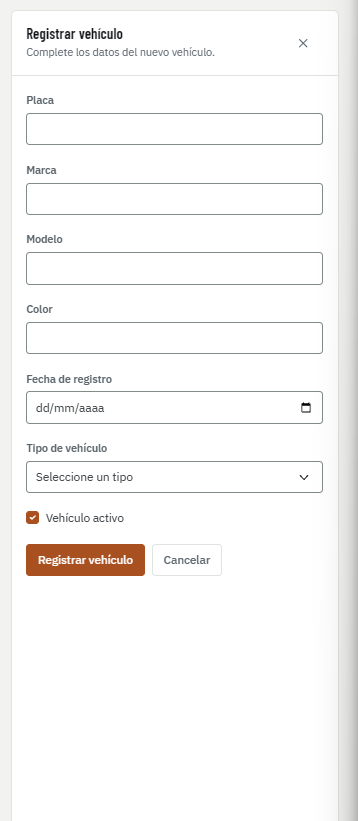 Registrar vehículo
Complete los datos del nuevo vehículo.
Placa
Marca
Modelo
Color
Fecha de registro
dd/mm/aaaa
Tipo de vehículo
Seleccione un tipo
Vehículo activo
Registrar vehículo
Cancelar